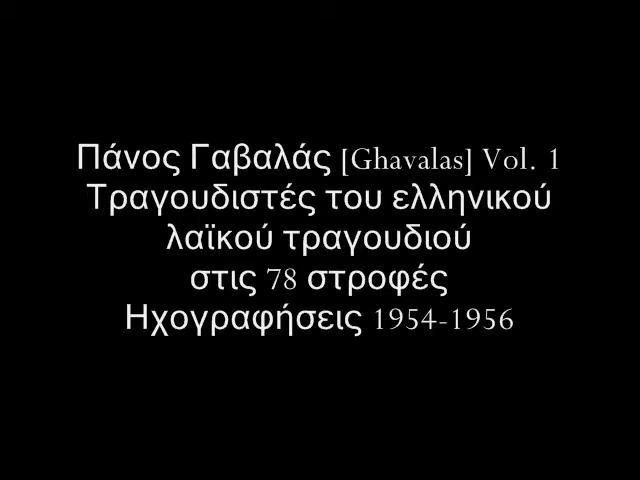 Πάνος Γαβαλάς [Ghavalas] Vol. 1
Τραγουδιστές του ελληνικού
λαϊκού τραγουδιού
στις 78 στροφές
Ηχογραφήσεις 1954-1956